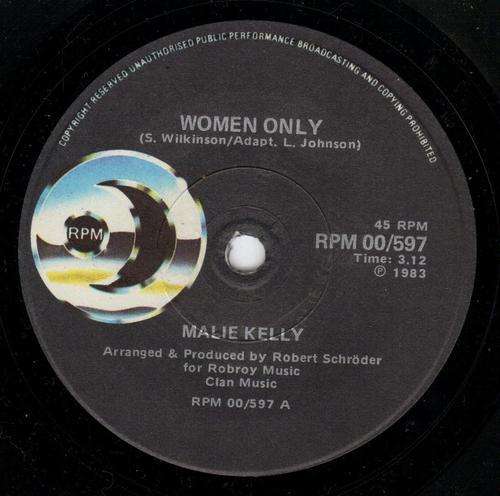 COPYRIGHT RESERVED UNAUTHORISED PUBLIC PERFORMANCE BROADCASTING AND COPYING PROHIBITED
WOMEN ONLY
(S. Wilkinson/Adapt. L. Johnson)
RPM
45 RPM
RPM 00/597
Time: 3.12
℗ 1983
MALIE KELLY
Arranged & Produced by Robert Schröder
for Robroy Music
Clan Music
RPM 00/597 A